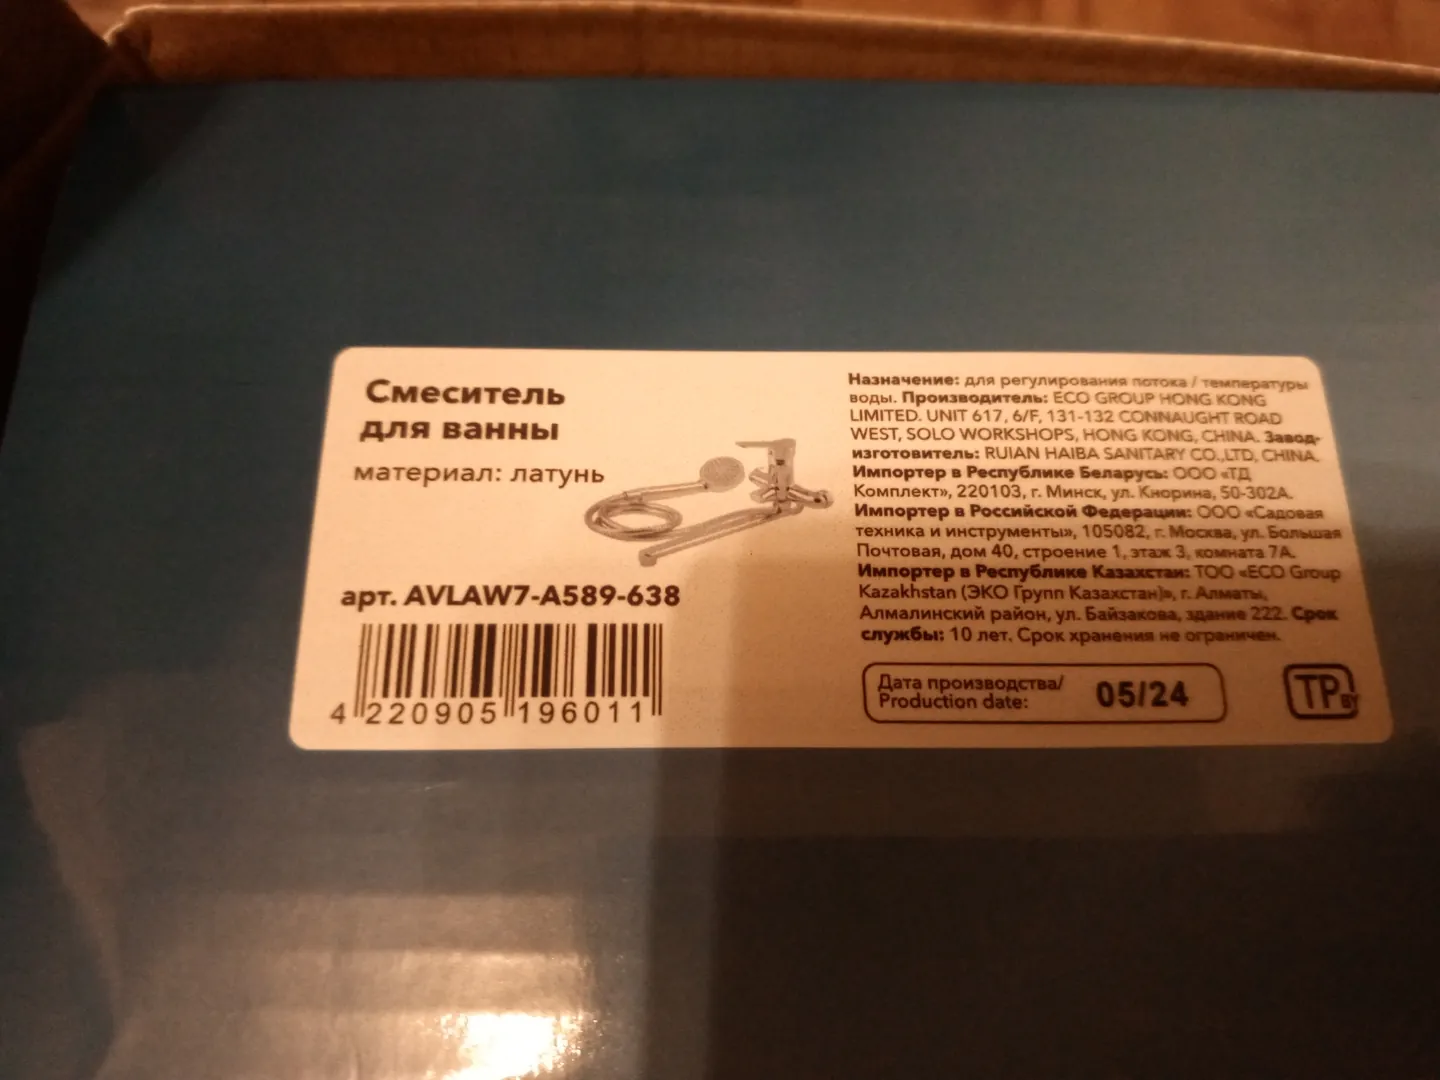 Смеситель
для ванны
материал: латунь
арт. AVLAW7-A589-638
4 220905 196011
Назначение: для регулирования потока / температуры
воды. Производитель: ECO GROUP HONG KONG
LIMITED. UNIT 617, 6/F, 131-132 CONNAUGHT ROAD
WEST, SOLO WORKSHOPS, HONG KONG, CHINA. Завод-
изготовитель: RUIAN HAIBA SANITARY CO.,LTD, CHINA.
Импортер в Республике Беларусь: ООО «ТД
Комплект», 220103, г. Минск, ул. Кнорина, 50-302А.
Импортер в Российской Федерации: ООО «Садовая
техника и инструменты», 105082, г. Москва, ул. Большая
Почтовая, дом 40, строение 1, этаж 3, комната 7А.
Импортер в Республике Казахстан: ТОО «ECO Group
Kazakhstan (ЭКО Групп Казахстан)», г. Алматы,
Алмалинский район, ул. Байзакова, здание 222. Срок
службы: 10 лет. Срок хранения не ограничен.
Дата производства/
Production date:
05/24
TP BY